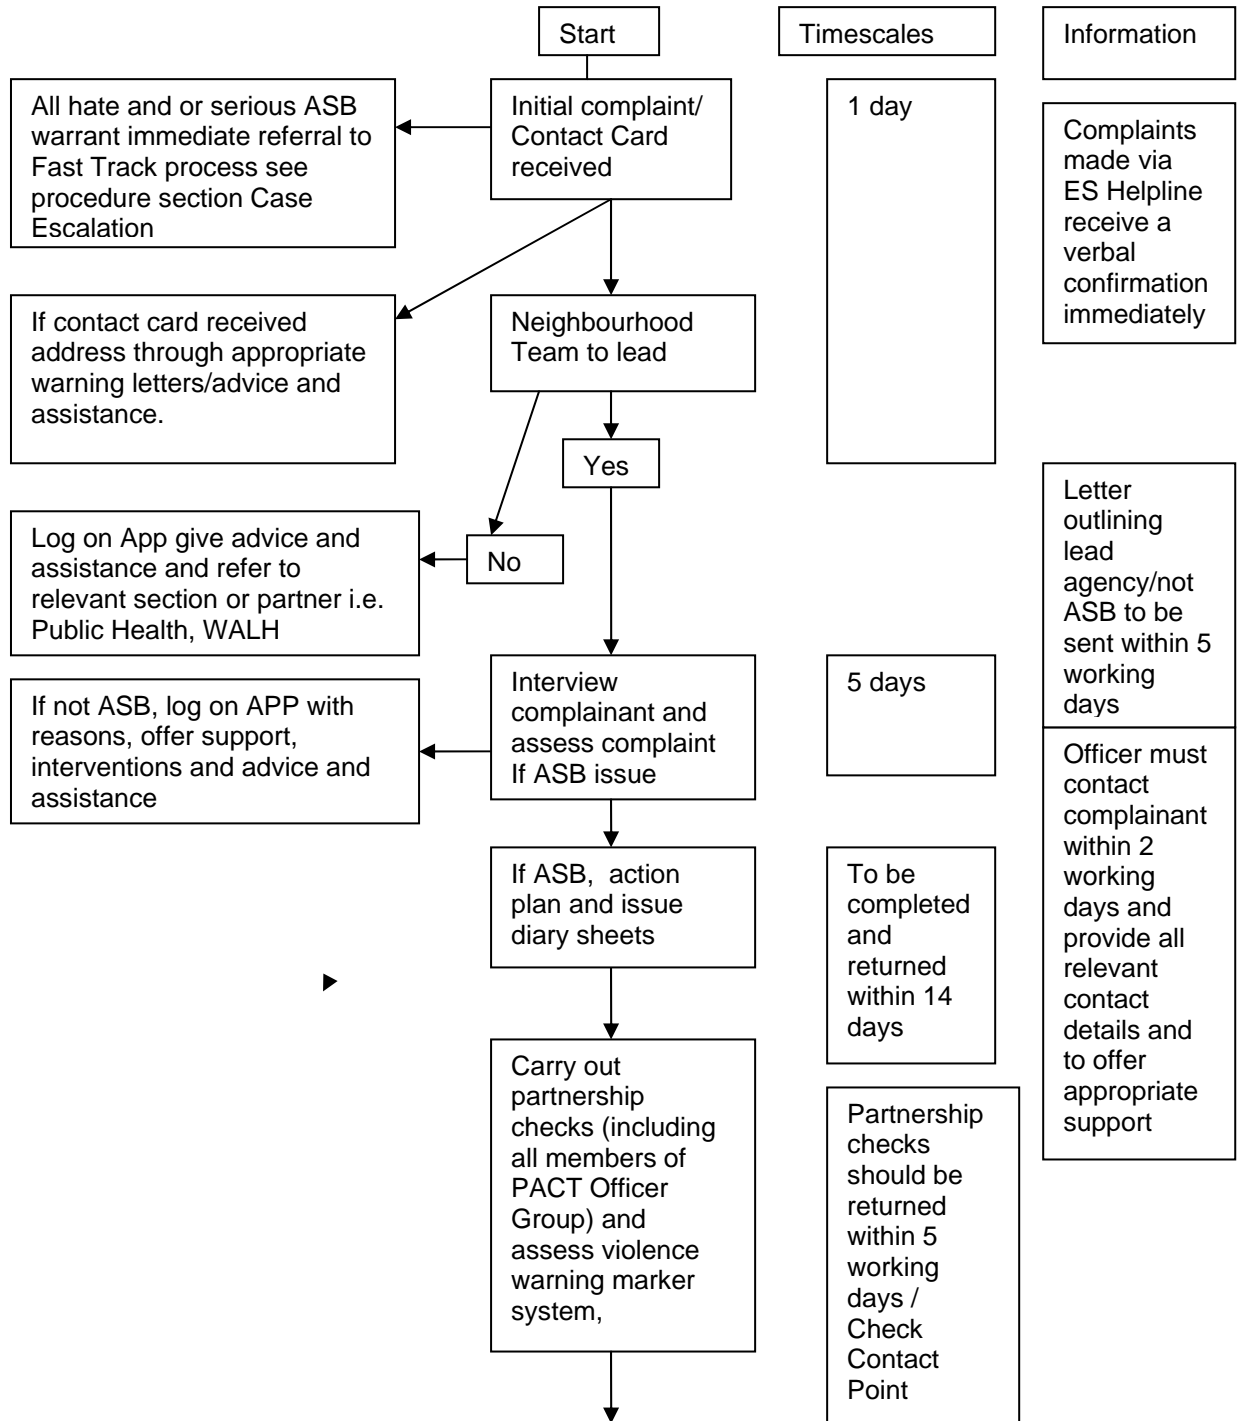 Start
Timescales
Information
All hate and or serious ASB
warrant immediate referral to
Fast Track process see
procedure section Case
Escalation
Initial complaint/
Contact Card
received
1 day
Complaints
made via
ES Helpline
receive a
verbal
confirmation
immediately
If contact card received
address through appropriate
warning letters/advice and
assistance.
Neighbourhood
Team to lead
Yes
No
Log on App give advice and
assistance and refer to
relevant section or partner i.e.
Public Health, WALH
Letter
outlining
lead
agency/not
ASB to be
sent within 5
working
days
If not ASB, log on APP with
reasons, offer support,
interventions and advice and
assistance
Interview
complainant and
assess complaint
If ASB issue
5 days
Officer must
contact
complainant
within 2
working
days and
provide all
relevant
contact
details and
to offer
appropriate
support
If ASB,  action
plan and issue
diary sheets
To be
completed
and
returned
within 14
days
Carry out
partnership
checks (including
all members of
PACT Officer
Group) and
assess violence
warning marker
system,
Partnership
checks
should be
returned
within 5
working
days /
Check
Contact
Point